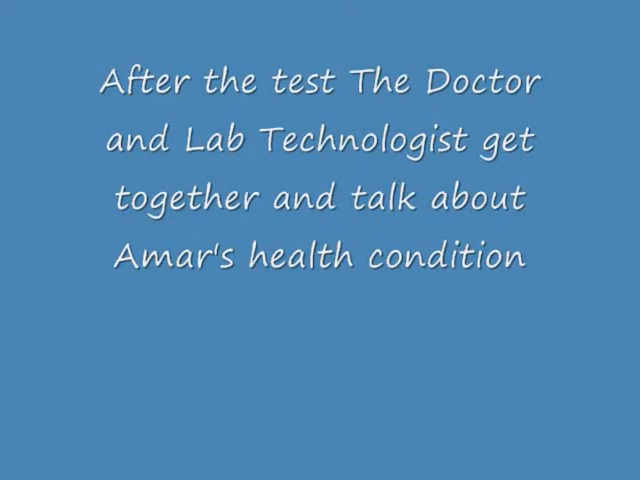 After the test The Doctor
and Lab Technologist get
together and talk about
Amar's health condition